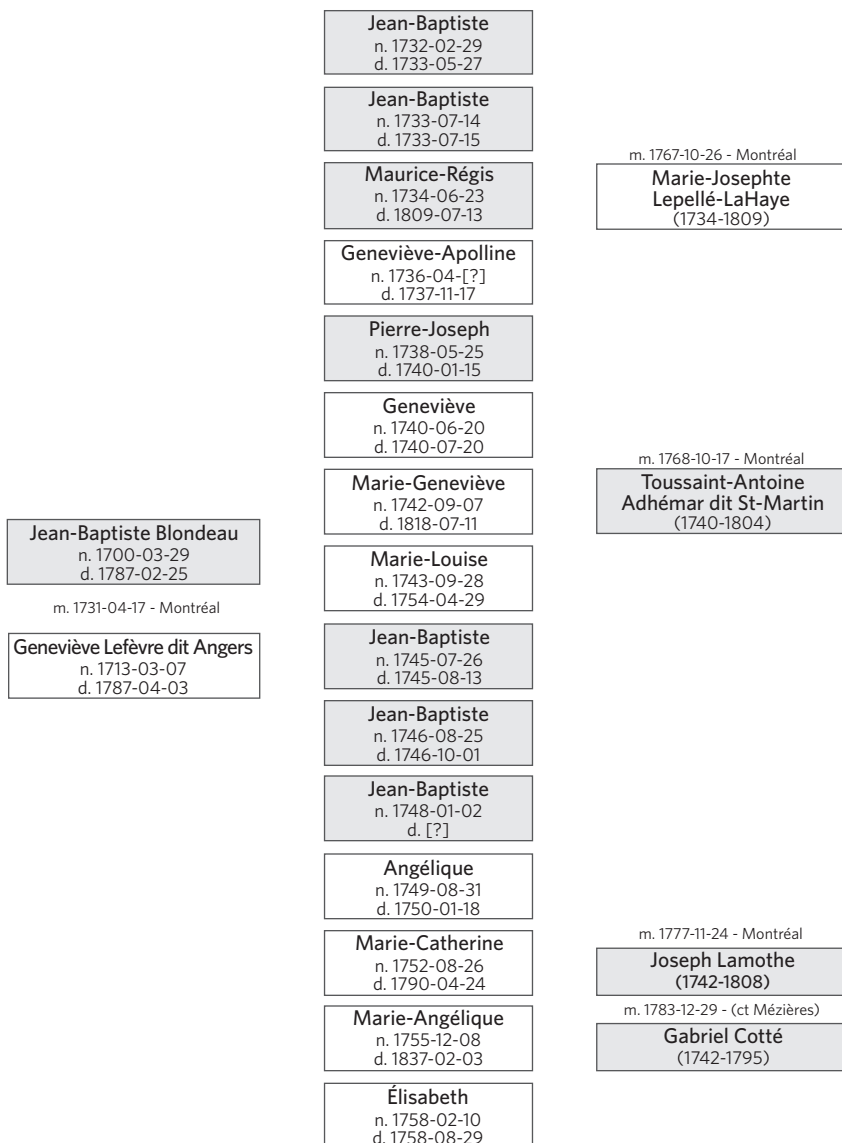 Jean-Baptiste Blondeau
n. 1700-03-29
d. 1787-02-25
m. 1731-04-17 - Montréal
Geneviève Lefèvre dit Angers
n. 1713-03-07
d. 1787-04-03
Jean-Baptiste
n. 1732-02-29
d. 1733-05-27
Jean-Baptiste
n. 1733-07-14
d. 1733-07-15
Maurice-Régis
n. 1734-06-23
d. 1809-07-13
m. 1767-10-26 - Montréal
Marie-Josephte
Lepellé-LaHaye
(1734-1809)
Geneviève-Apolline
n. 1736-04-[?]
d. 1737-11-17
Pierre-Joseph
n. 1738-05-25
d. 1740-01-15
Geneviève
n. 1740-06-20
d. 1740-07-20
Marie-Geneviève
n. 1742-09-07
d. 1818-07-11
m. 1768-10-17 - Montréal
Toussaint-Antoine
Adhémar dit St-Martin
(1740-1804)
Marie-Louise
n. 1743-09-28
d. 1754-04-29
Jean-Baptiste
n. 1745-07-26
d. 1745-08-13
Jean-Baptiste
n. 1746-08-25
d. 1746-10-01
Jean-Baptiste
n. 1748-01-02
d. [?]
Angélique
n. 1749-08-31
d. 1750-01-18
Marie-Catherine
n. 1752-08-26
d. 1790-04-24
m. 1777-11-24 - Montréal
Joseph Lamothe
(1742-1808)
Marie-Angélique
n. 1755-12-08
d. 1837-02-03
m. 1783-12-29 - (ct Mézières)
Gabriel Cotté
(1742-1795)
Élisabeth
n. 1758-02-10
d. 1758-08-29